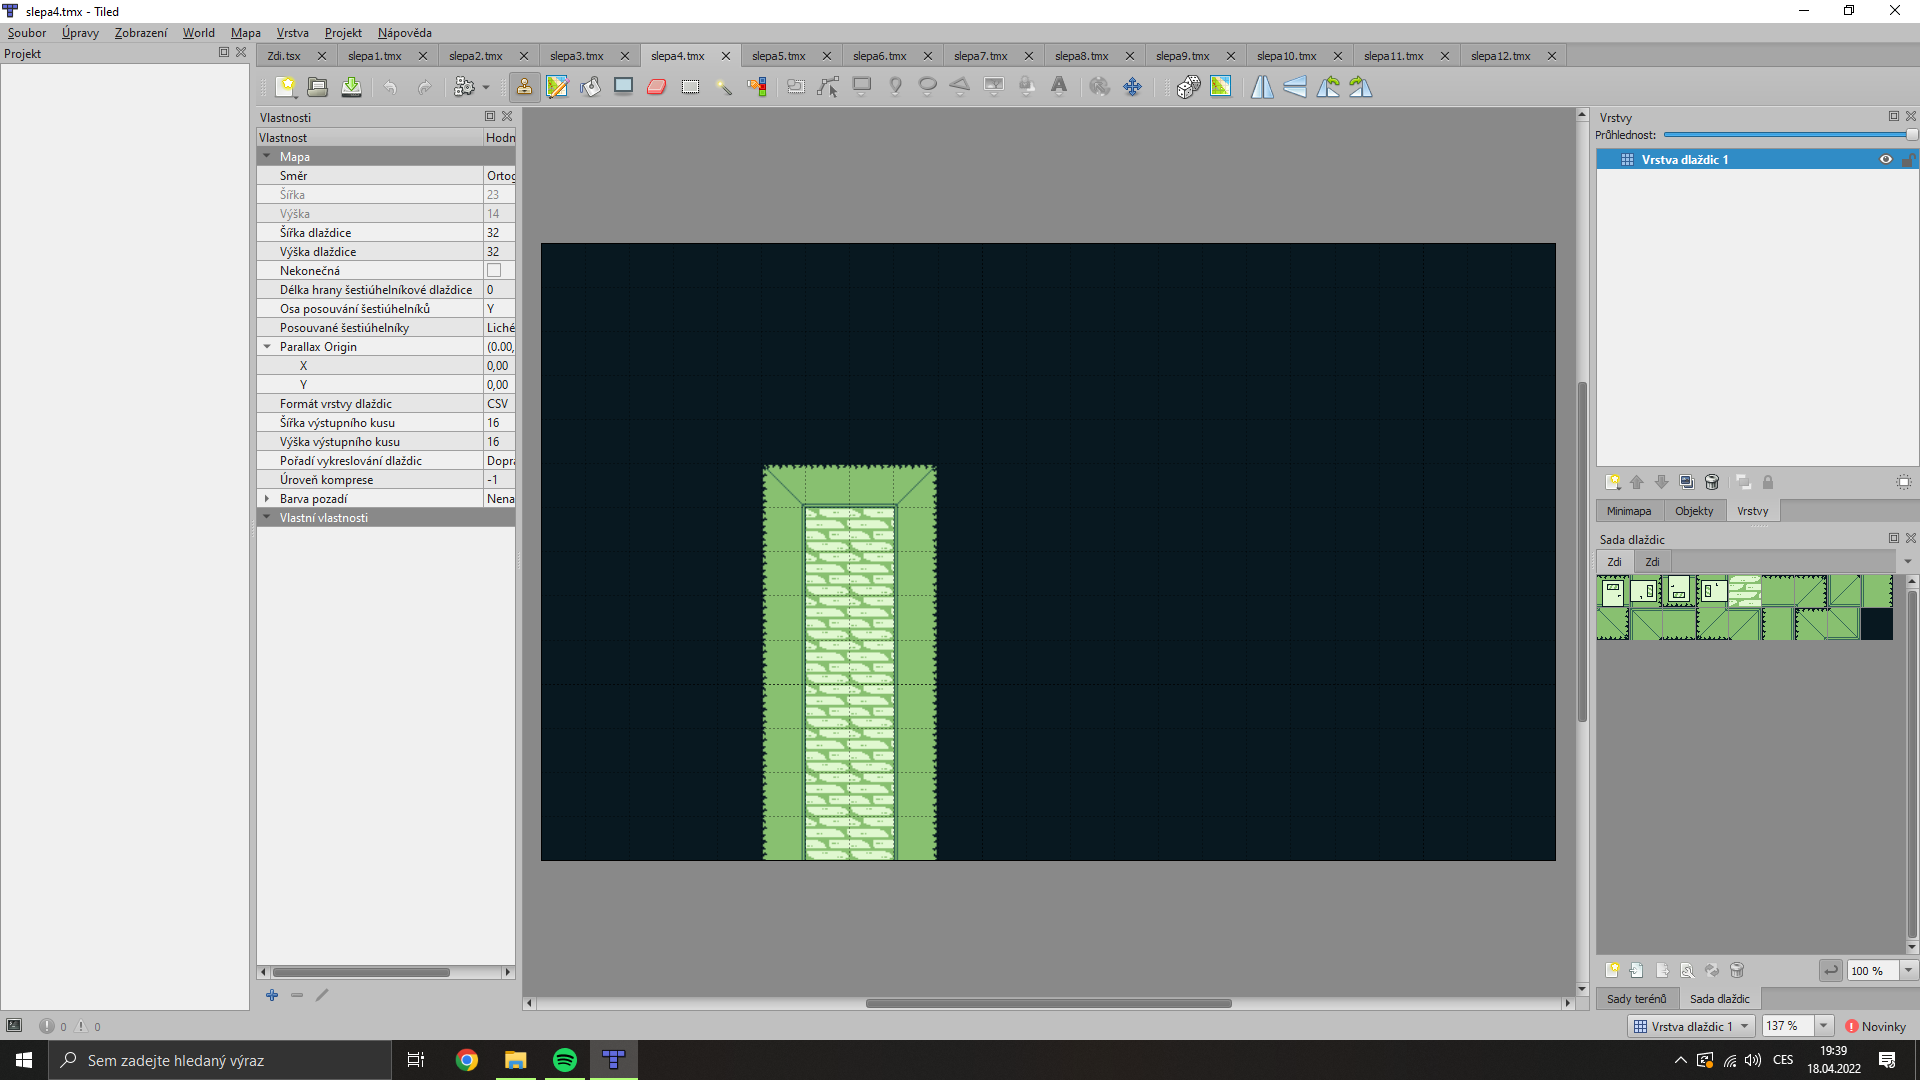 slepa4.tmx - Tiled
Soubor Úpravy Zobrazení World Mapa Vrstva Projekt Nápověda
Projekt
Zdi.tsx slepa1.tmx slepa2.tmx slepa3.tmx slepa4.tmx slepa5.tmx slepa6.tmx slepa7.tmx slepa8.tmx slepa9.tmx slepa10.tmx slepa11.tmx slepa12.tmx
Vlastnosti
Vlastnost Hodn
Mapa
Směr Ortog
Šířka 23
Výška 14
Šířka dlaždice 32
Výška dlaždice 32
Nekonečná
Délka hrany šestiúhelníkové dlaždice 0
Osa posouvání šestiúhelníků Y
Posouvané šestiúhelníky Liché
Parallax Origin (0.00,
X 0,00
Y 0,00
Formát vrstvy dlaždic CSV
Šířka výstupního kusu 16
Výška výstupního kusu 16
Pořadí vykreslování dlaždic Dopra
Úroveň komprese -1
Barva pozadí Nena
Vlastní vlastnosti
Vrstvy
Průhlednost:
Vrstva dlaždic 1
Minimapa Objekty Vrstvy
Sada dlaždic
Zdi Zdi
100 %
Sady terénů Sada dlaždic
0 0
Vrstva dlaždic 1 137 % Novinky
Sem zadejte hledaný výraz
CES
19:39
18.04.2022